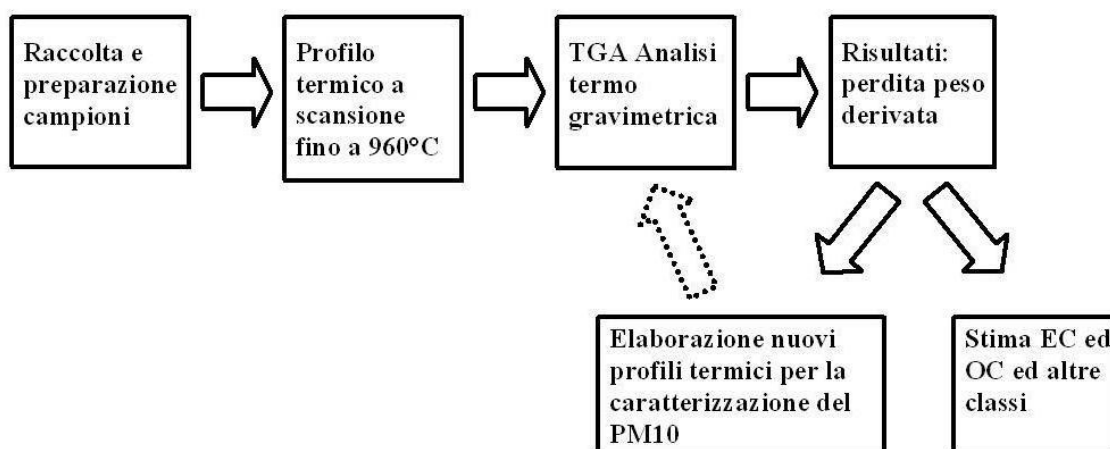 Raccolta e
preparazione
campioni
Profilo
termico a
scansione
fino a 960°C
TGA Analisi
termo
gravimetrica
Risultati:
perdita peso
derivata
Elaborazione nuovi
profili termici per la
caratterizzazione del
PM10
Stima EC ed
OC ed altre
classi